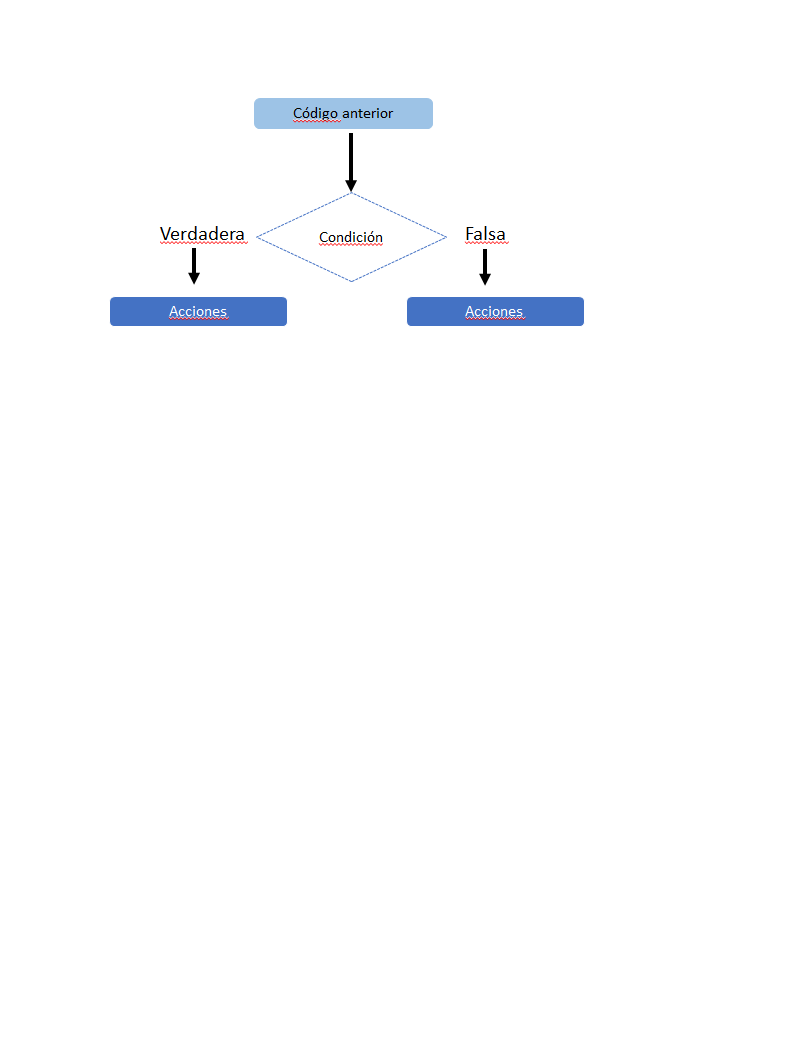 Código anterior
Verdadera
Condición
Falsa
Acciones
Acciones